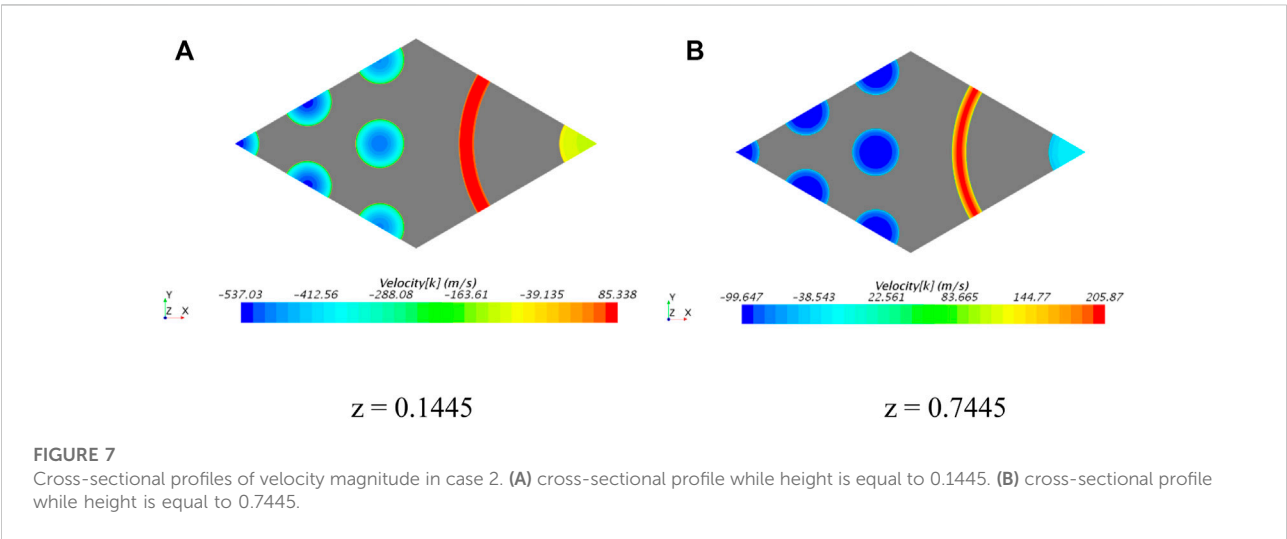 A
B
Velocity[k] (m/s)
-537.03 -412.56 -288.08 -163.61 -39.135 85.338
Y
Z X
Velocity[k] (m/s)
-99.647 -38.543 22.561 83.665 144.77 205.87
Y
Z X
z = 0.1445
z = 0.7445
FIGURE 7
Cross-sectional profiles of velocity magnitude in case 2. (A) cross-sectional profile while height is equal to 0.1445. (B) cross-sectional profile
while height is equal to 0.7445.